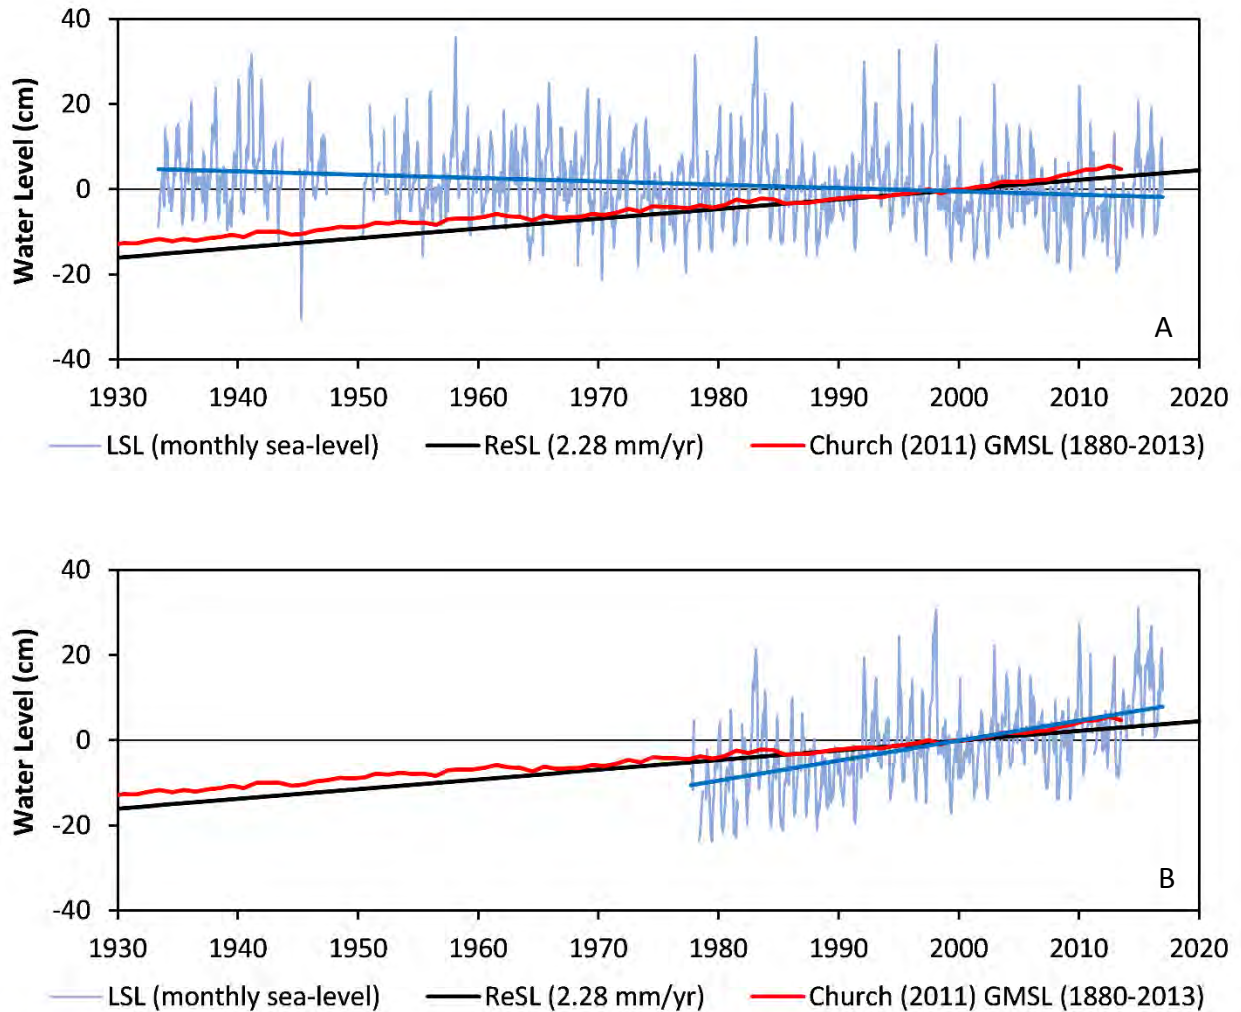 40
20
0
-20
-40
Water Level (cm)
A
1930 1940 1950 1960 1970 1980 1990 2000 2010 2020
LSL (monthly sea-level) ReSL (2.28 mm/yr) Church (2011) GMSL (1880-2013)
40
20
0
-20
-40
Water Level (cm)
B
1930 1940 1950 1960 1970 1980 1990 2000 2010 2020
LSL (monthly sea-level) ReSL (2.28 mm/yr) Church (2011) GMSL (1880-2013)